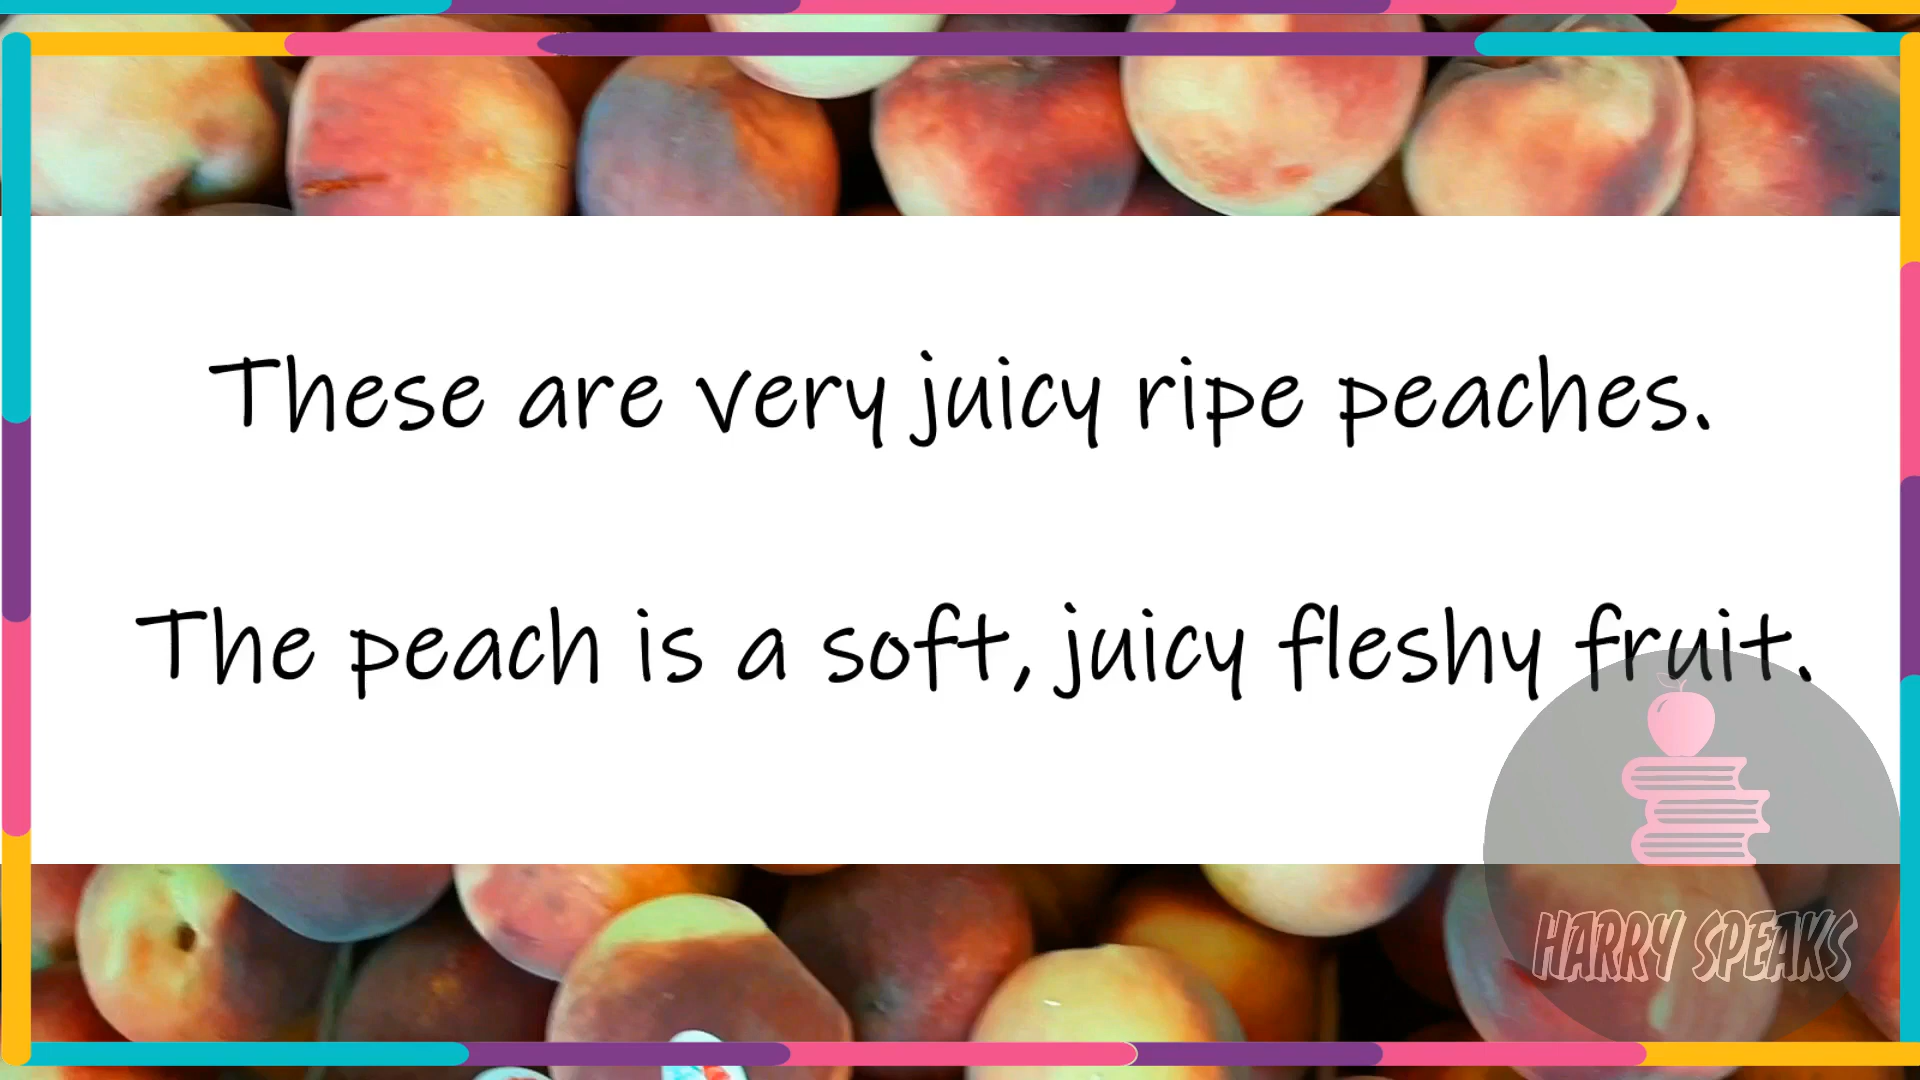 These are very juicy ripe peaches.
The peach is a soft, juicy fleshy fruit.
HARRY SPEAKS